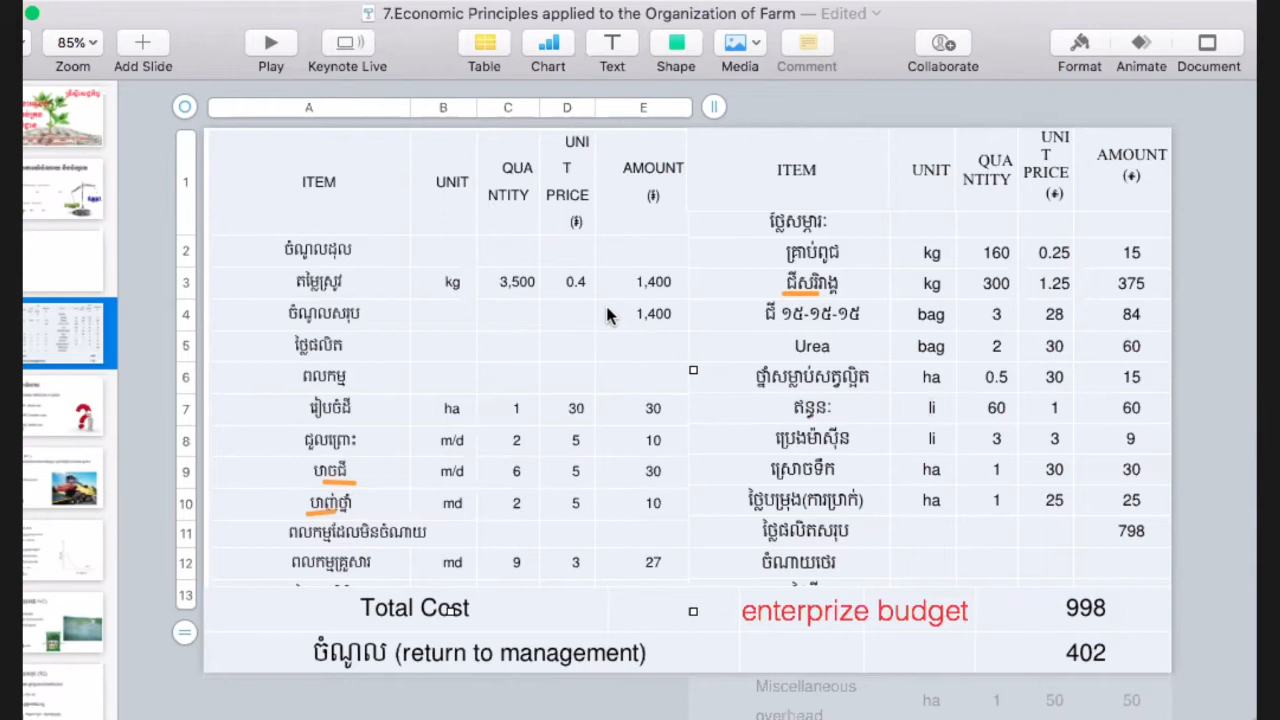 7.Economic Principles applied to the Organization of Farm — Edited
85%
Zoom
Add Slide
Play
Keynote Live
Table
Chart
Text
Shape
Media
Comment
Collaborate
Format
Animate
Document
A B C D E
1 ITEM UNIT QUA NTITY UNI T PRICE (៛) AMOUNT (៛)
2 ចំណូលដុល
3 តម្លៃស្រូវ kg 3,500 0.4 1,400
4 ចំណូលសរុប 1,400
5 ថ្លៃផលិត
6 ពលកម្ម
7 រៀបចំដី ha 1 30 30
8 ជួលព្រោះ m/d 2 5 10
9 បាចជី m/d 6 5 30
10 បាញ់ថ្នាំ md 2 5 10
11 ពលកម្មដែលមិនចំណាយ
12 ពលកម្មគ្រួសារ md 9 3 27
13
ITEM UNIT QUA NTITY UNI T PRICE (៛) AMOUNT (៛)
ថ្លៃសម្ភារៈ
គ្រាប់ពូជ kg 160 0.25 15
ជីសរិរាង្គ kg 300 1.25 375
ជី ១៥-១៥-១៥ bag 3 28 84
Urea bag 2 30 60
ថ្នាំសម្លាប់សត្វល្អិត ha 0.5 30 15
ឥន្ធនៈ li 60 1 60
ប្រេងម៉ាស៊ីន li 3 3 9
ស្រោចទឹក ha 1 30 30
ថ្លៃបម្រុង(ការប្រាក់) ha 1 25 25
ថ្លៃផលិតសរុប 798
ចំណាយថេរ
Total Cost enterprize budget 998
ចំណូល (return to management) 402
Miscellaneous overhead ha 1 50 50